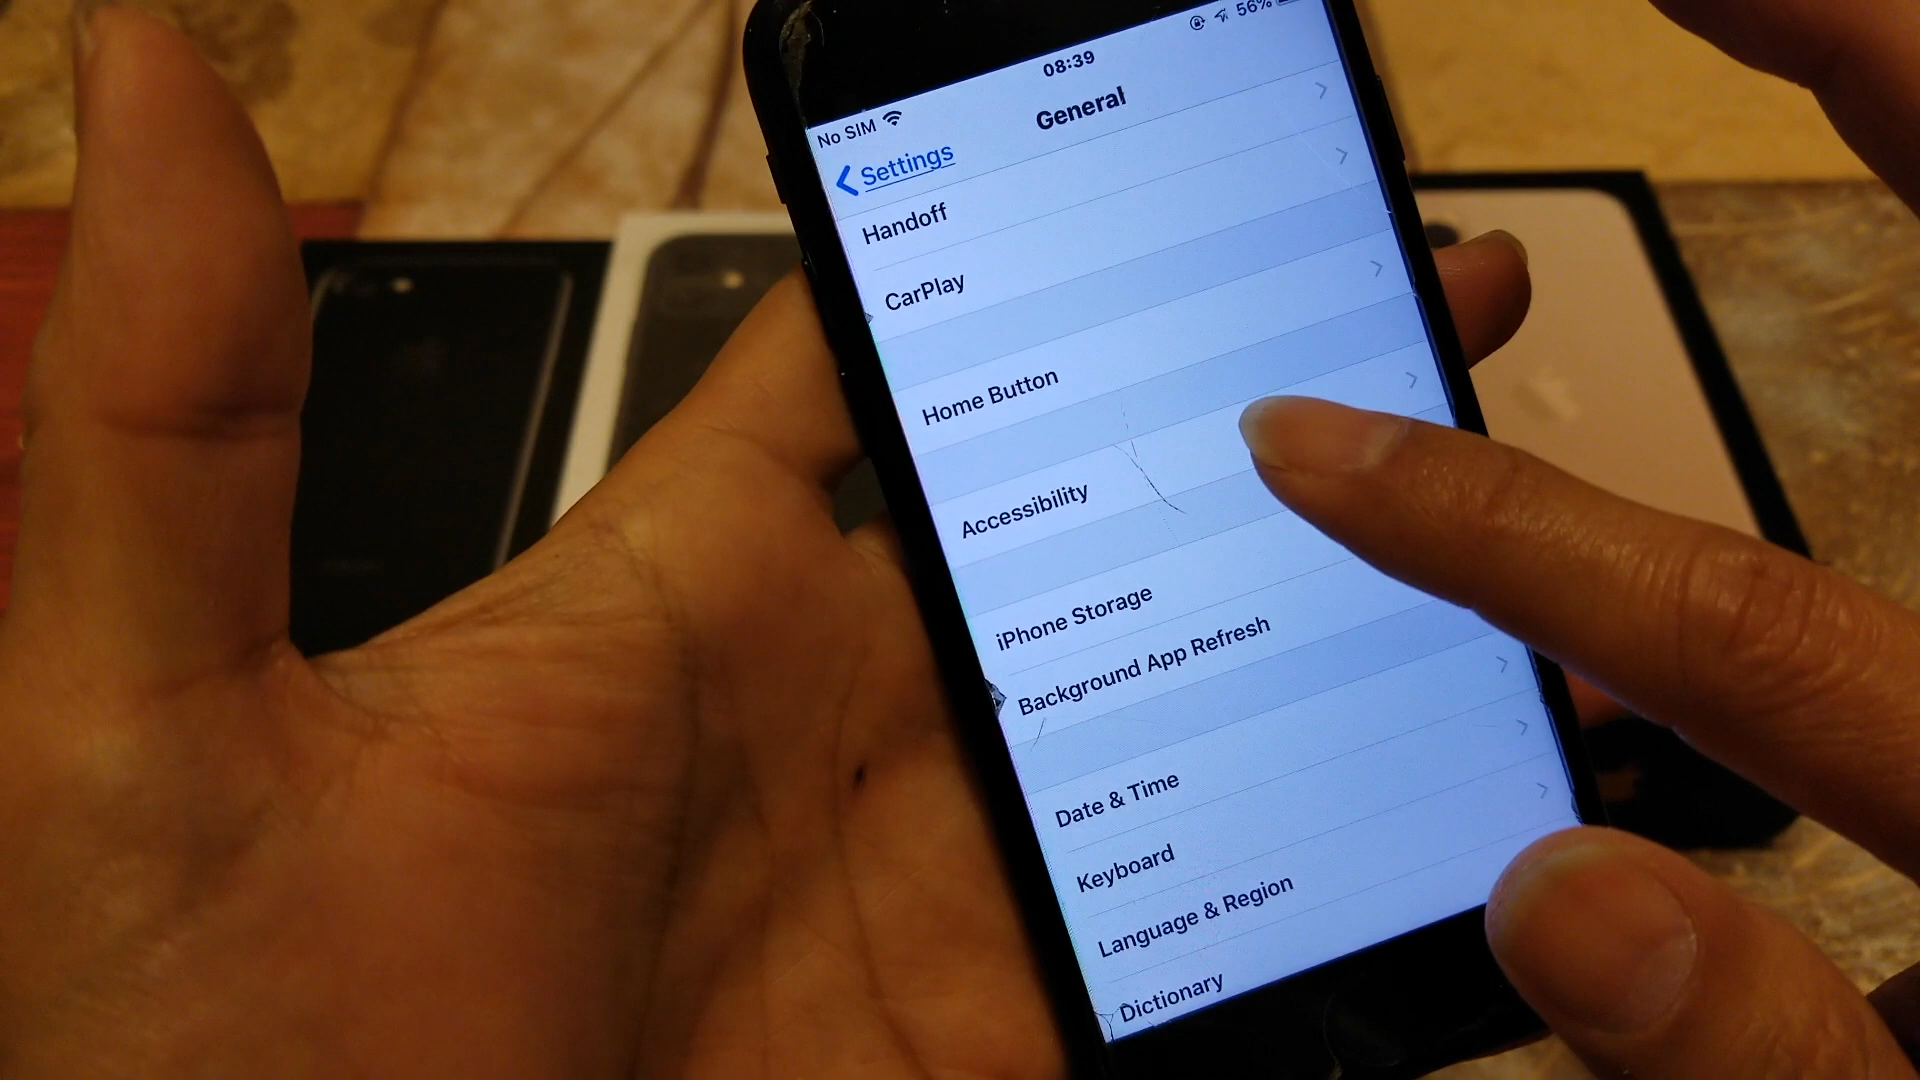 56%
08:39
No SIM
General
Settings
Handoff
CarPlay
Home Button
Accessibility
iPhone Storage
Background App Refresh
Date & Time
Keyboard
Language & Region
Dictionary